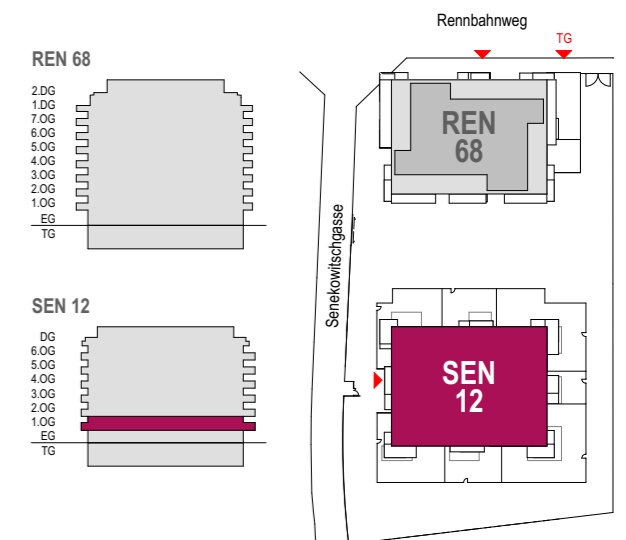 Rennbahnweg
TG
REN 68
2.DG
1.DG
7.OG
6.OG
5.OG
4.OG
3.OG
2.OG
1.OG
EG
TG
REN
68
Senekowitschgasse
SEN 12
DG
6.OG
5.OG
4.OG
3.OG
2.OG
1.OG
EG
TG
SEN
12